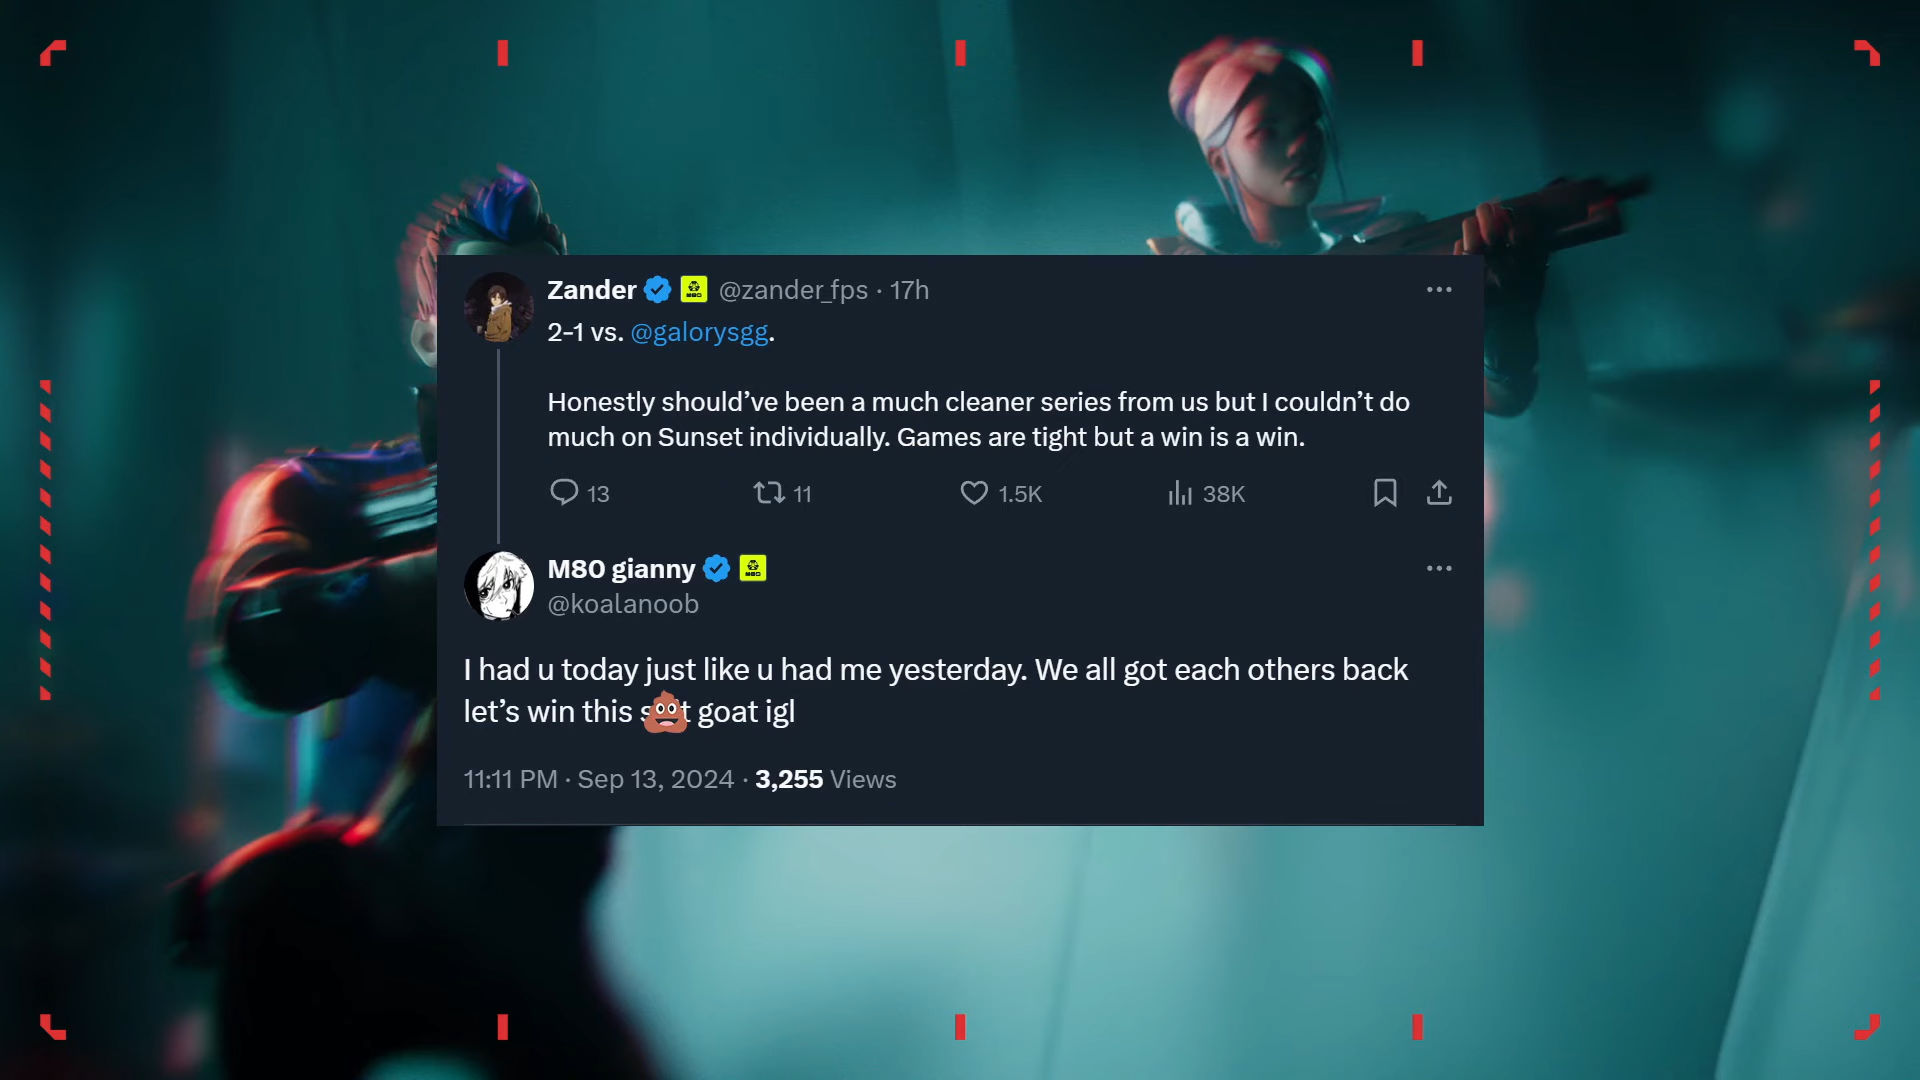 Zander @zander_fps · 17h
2-1 vs. @galorysgg.
Honestly should've been a much cleaner series from us but I couldn't do
much on Sunset individually. Games are tight but a win is a win.
13 11 1.5K 38K
M80 gianny
@koalanoob
I had u today just like u had me yesterday. We all got each others back
let's win this s💩t goat igl
11:11 PM · Sep 13, 2024 · 3,255 Views